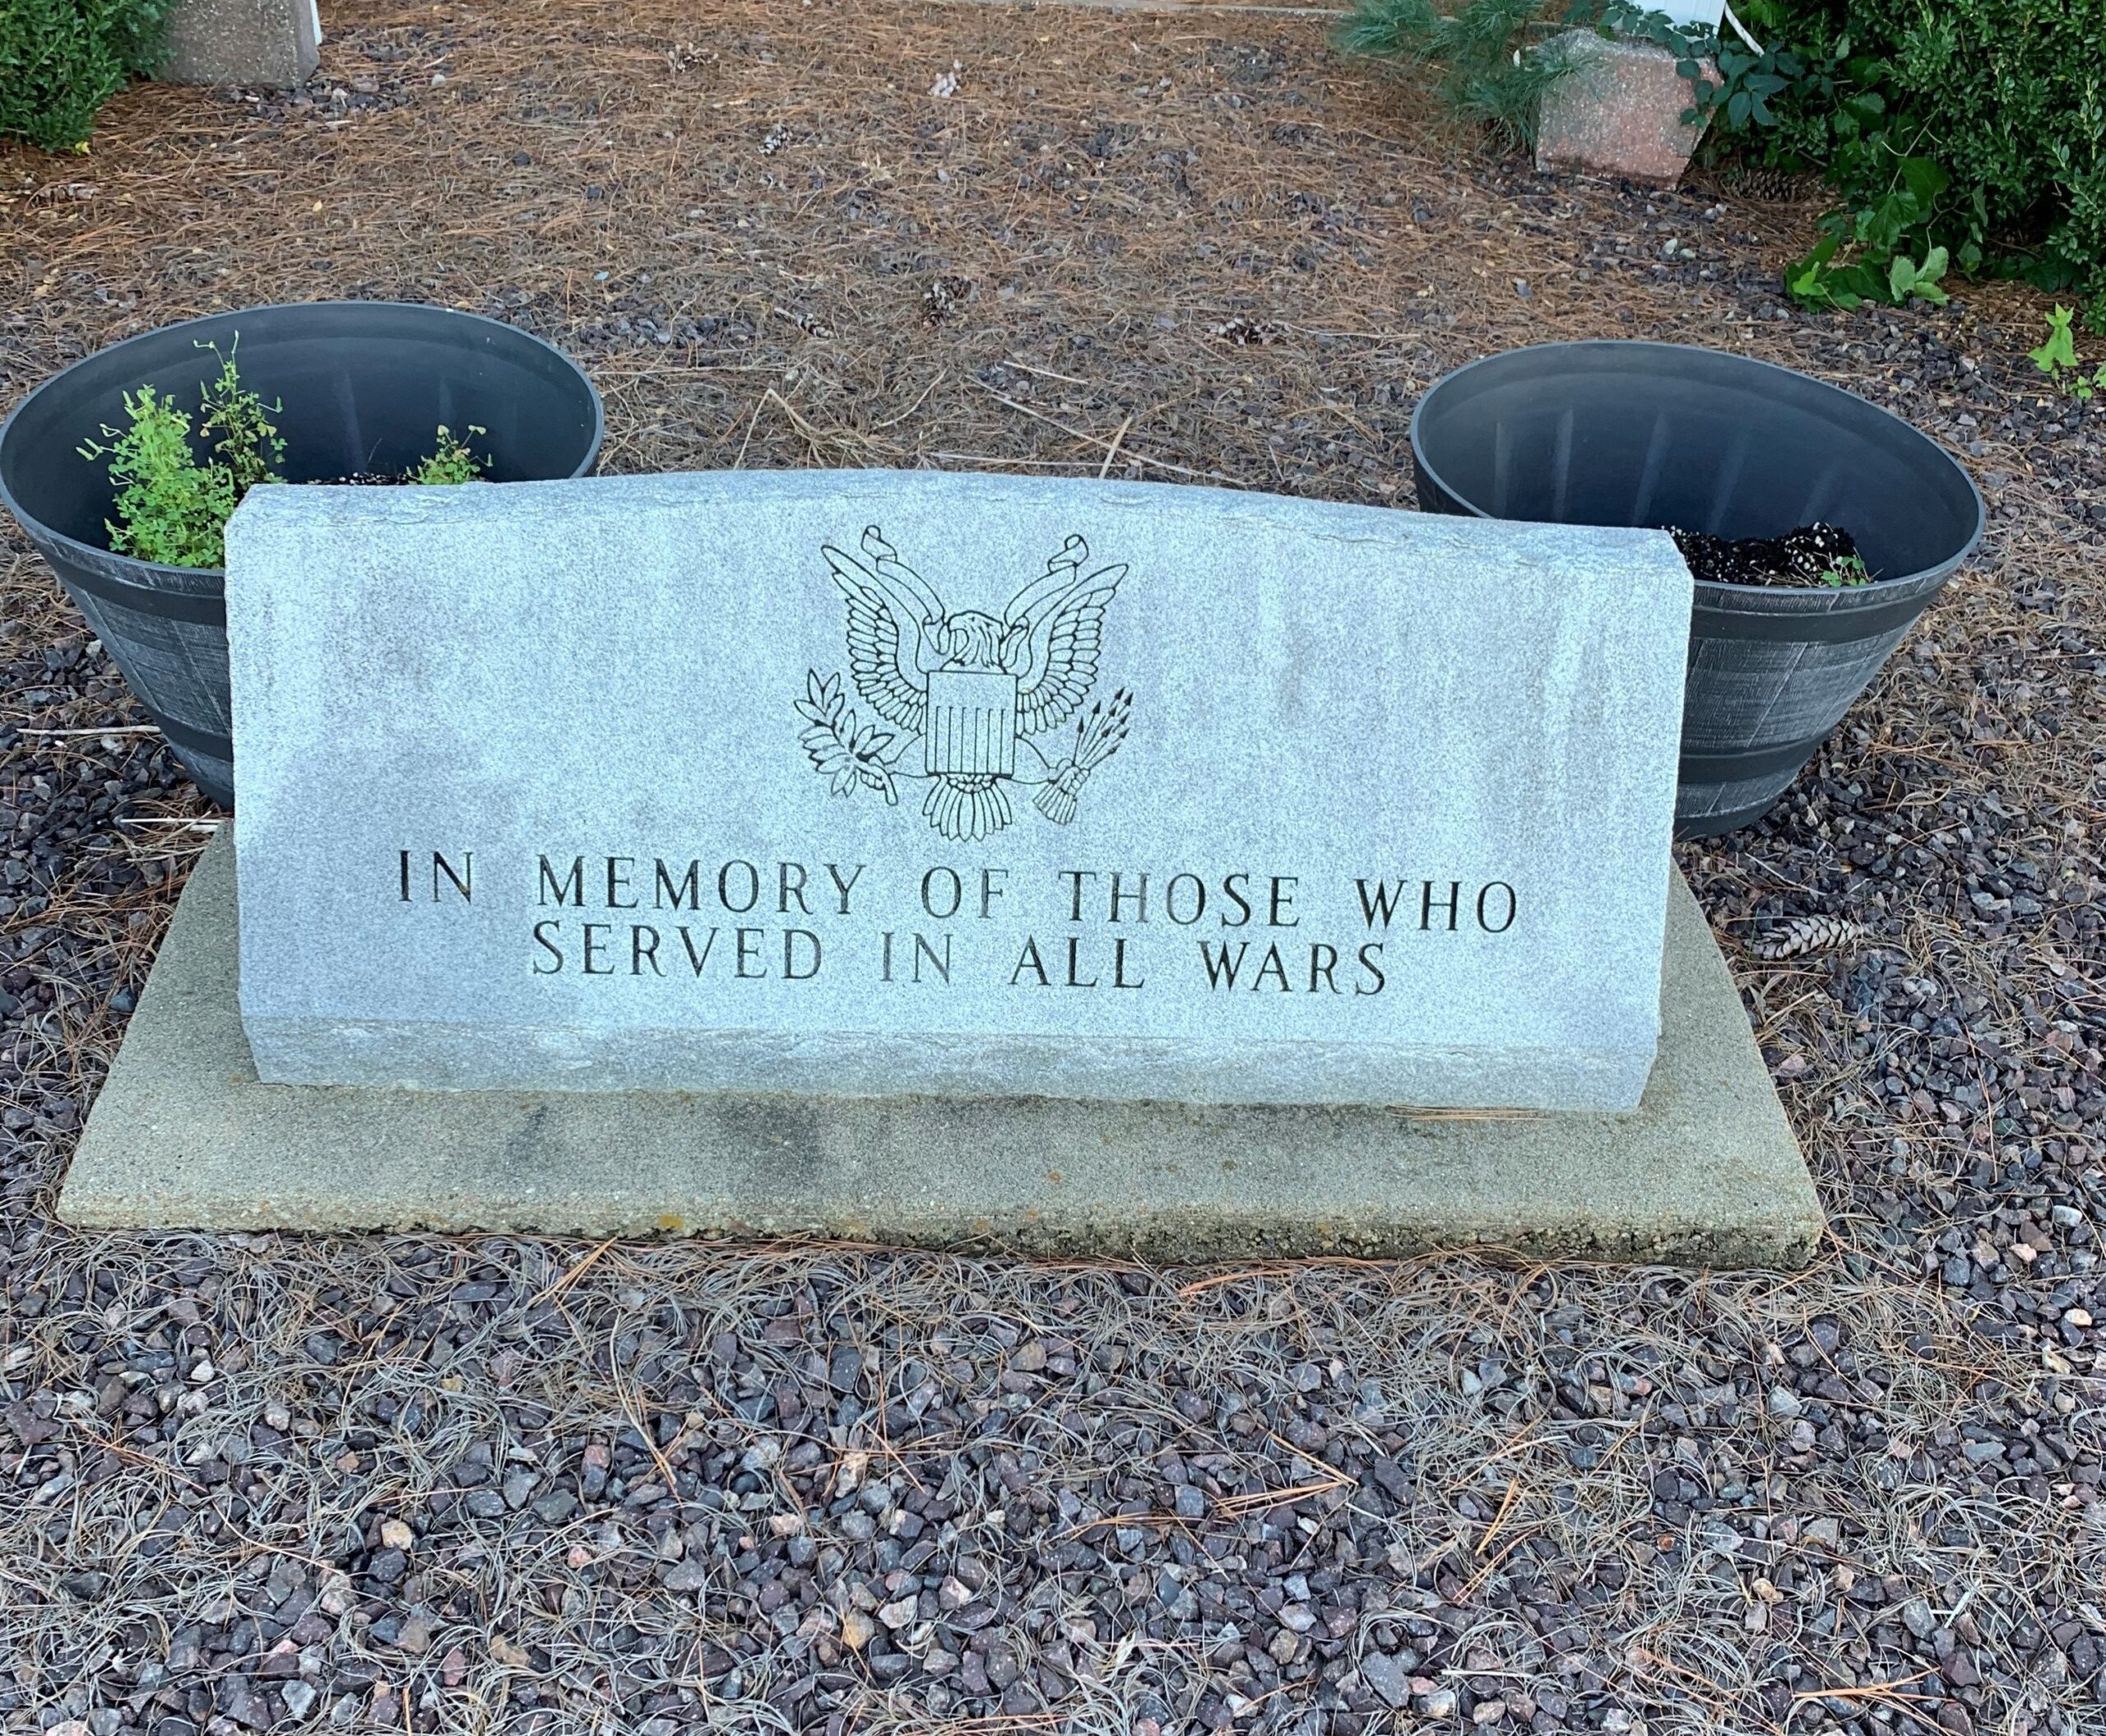 IN MEMORY OF THOSE WHO
SERVED IN ALL WARS